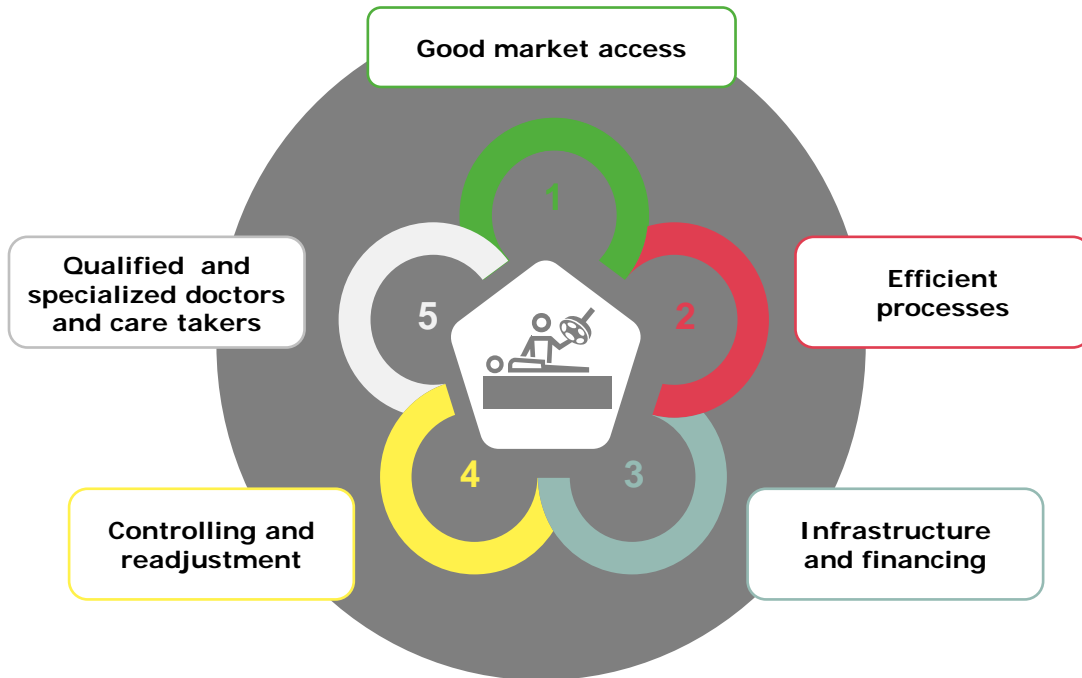 Good market access
1
Qualified and
specialized doctors
and care takers
5
2
Efficient
processes
4
3
Controlling and
readjustment
Infrastructure
and financing